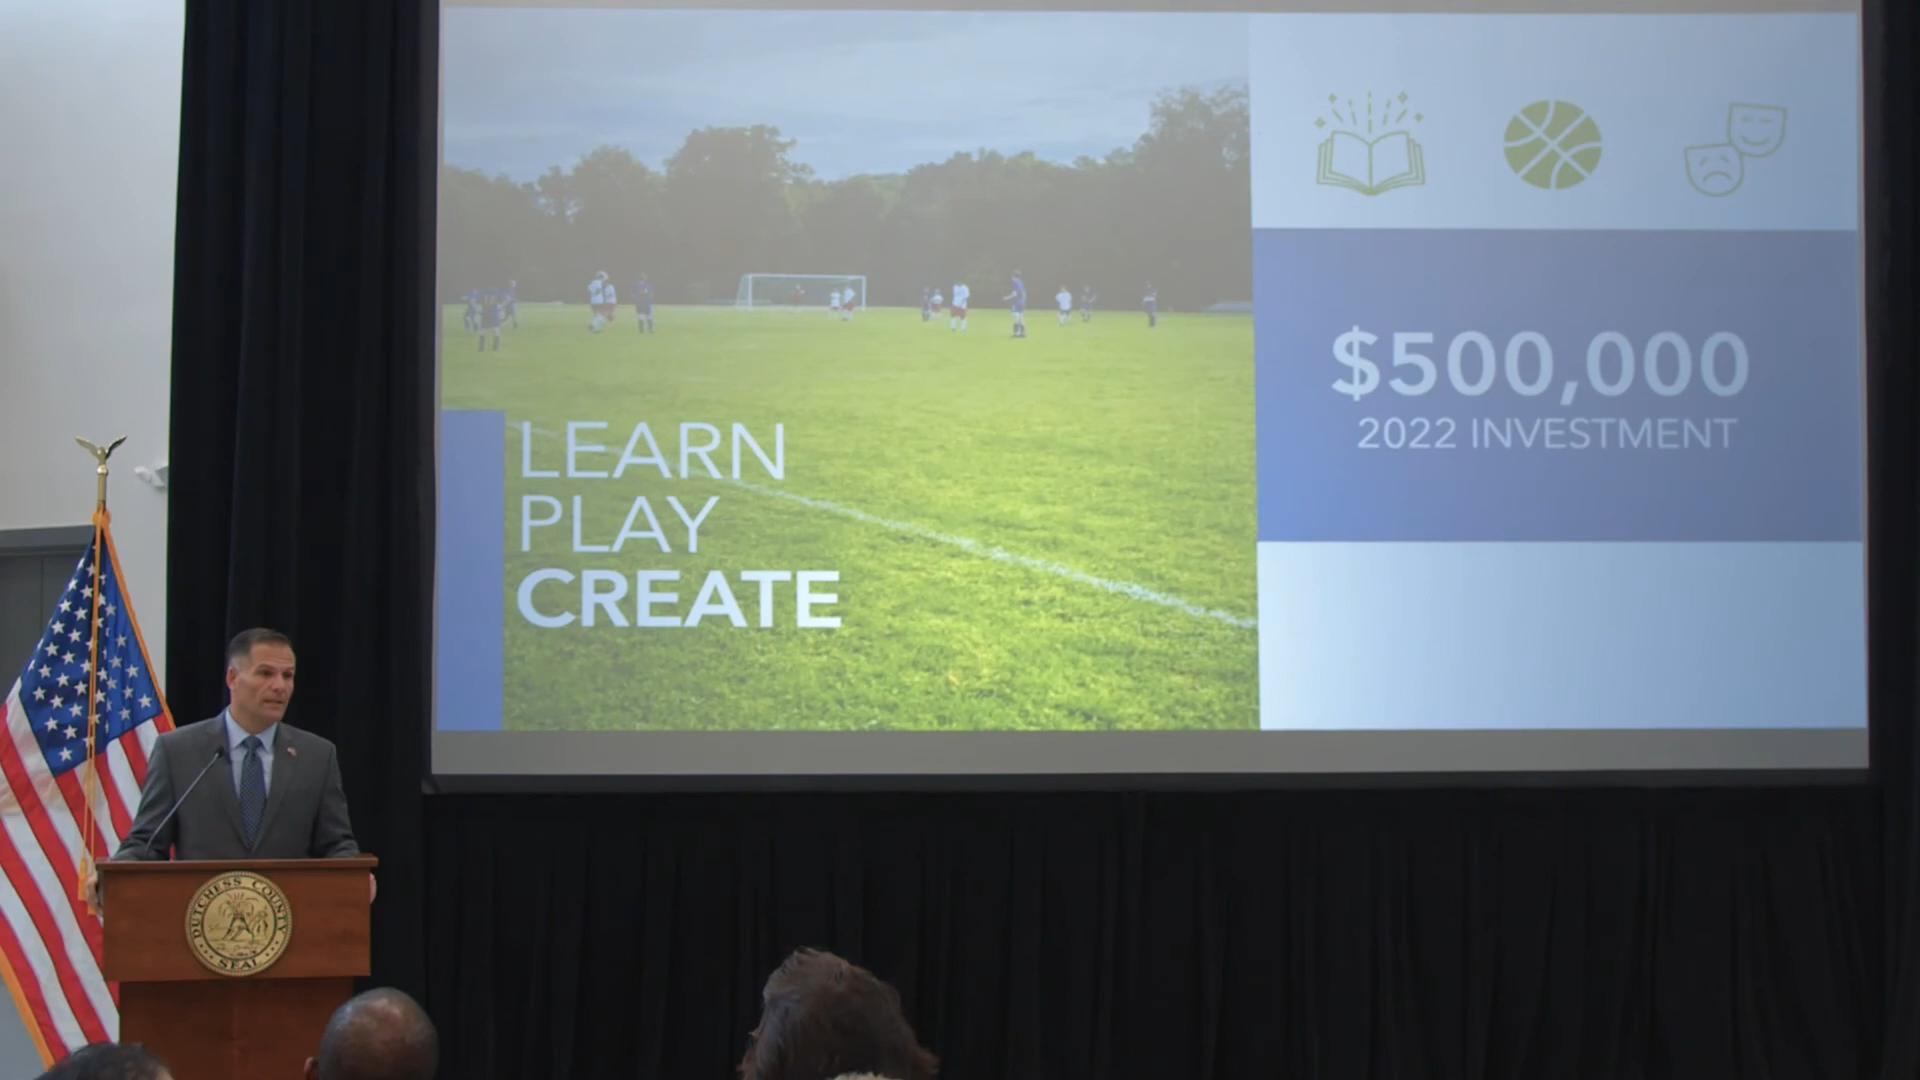 LEARN
PLAY
CREATE
$500,000
2022 INVESTMENT
DUTCHESS COUNTY
SEAL